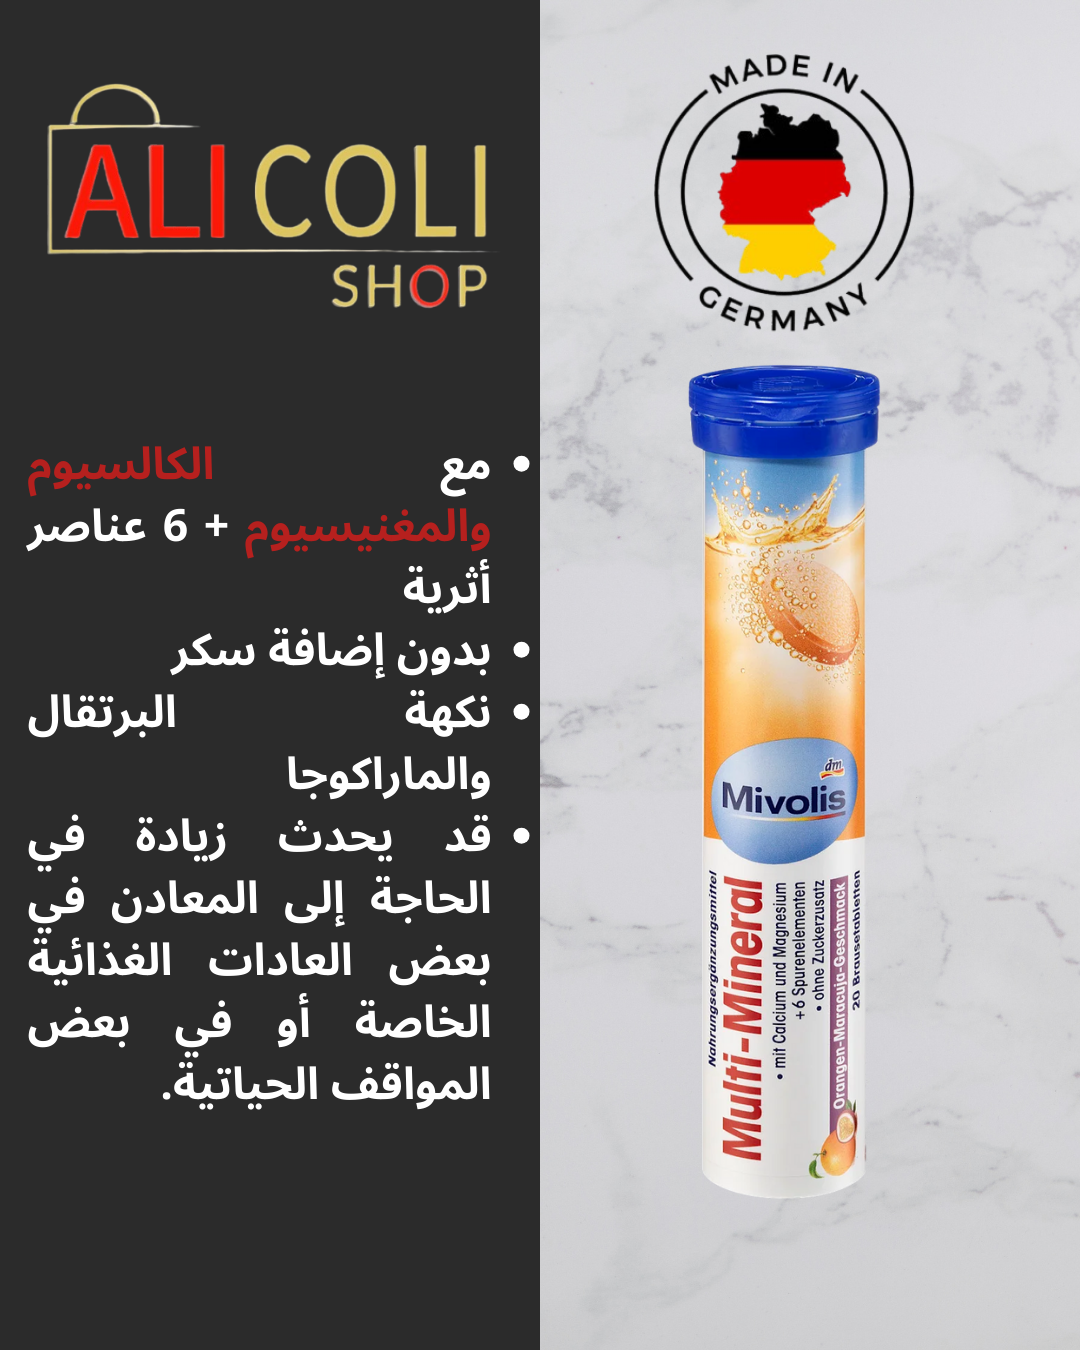 ALI COLI
SHOP
• مع الكالسيوم
والمغنيسيوم + 6 عناصر
أثرية
• بدون إضافة سكر
• نكهة البرتقال
والماراكوجا
• قد يحدث زيادة في
الحاجة إلى المعادن في
بعض العادات الغذائية
الخاصة أو في بعض
المواقف الحياتية.
MADE IN
GERMANY
dm
Mivolis
Nahrungsergänzungsmittel
Multi-Mineral
• mit Calcium und Magnesium
+ 6 Spurenelementen
• ohne Zuckerzusatz
Orangen-Maracuja-Geschmack
20 Brausetabletten